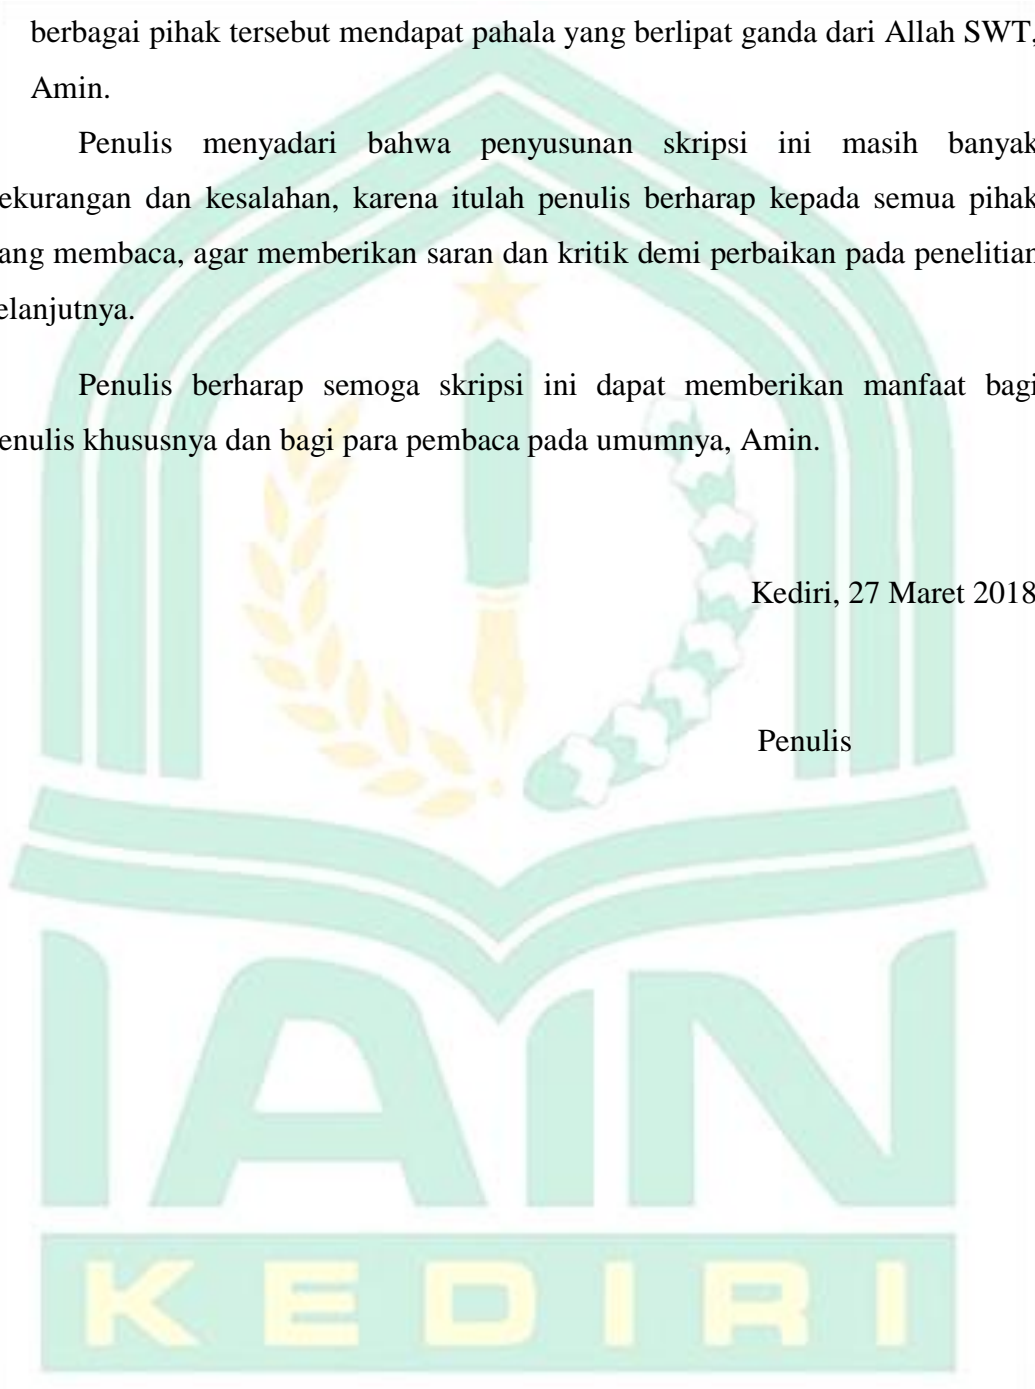 berbagai pihak tersebut mendapat pahala yang berlipat ganda dari Allah SWT,
Amin.
Penulis menyadari bahwa penyusunan skripsi ini masih banyak
ekurangan dan kesalahan, karena itulah penulis berharap kepada semua pihak
ang membaca, agar memberikan saran dan kritik demi perbaikan pada penelitian
elanjutnya.
Penulis berharap semoga skripsi ini dapat memberikan manfaat bagi
enulis khususnya dan bagi para pembaca pada umumnya, Amin.
Kediri, 27 Maret 2018
Penulis
IAIN
KEDIRI